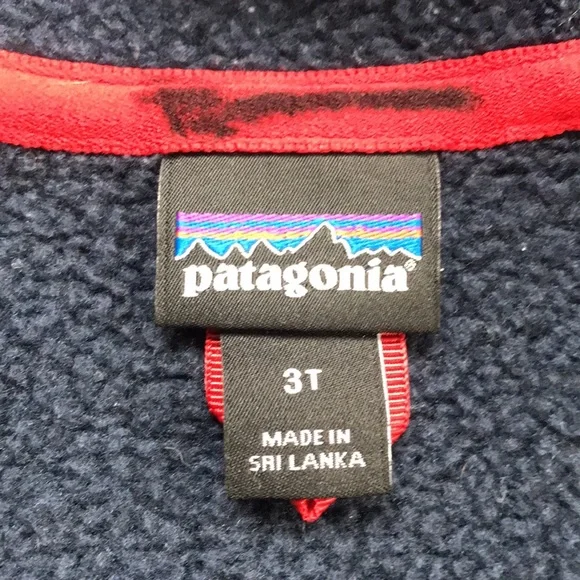 patagonia®
3T
MADE IN
SRI LANKA